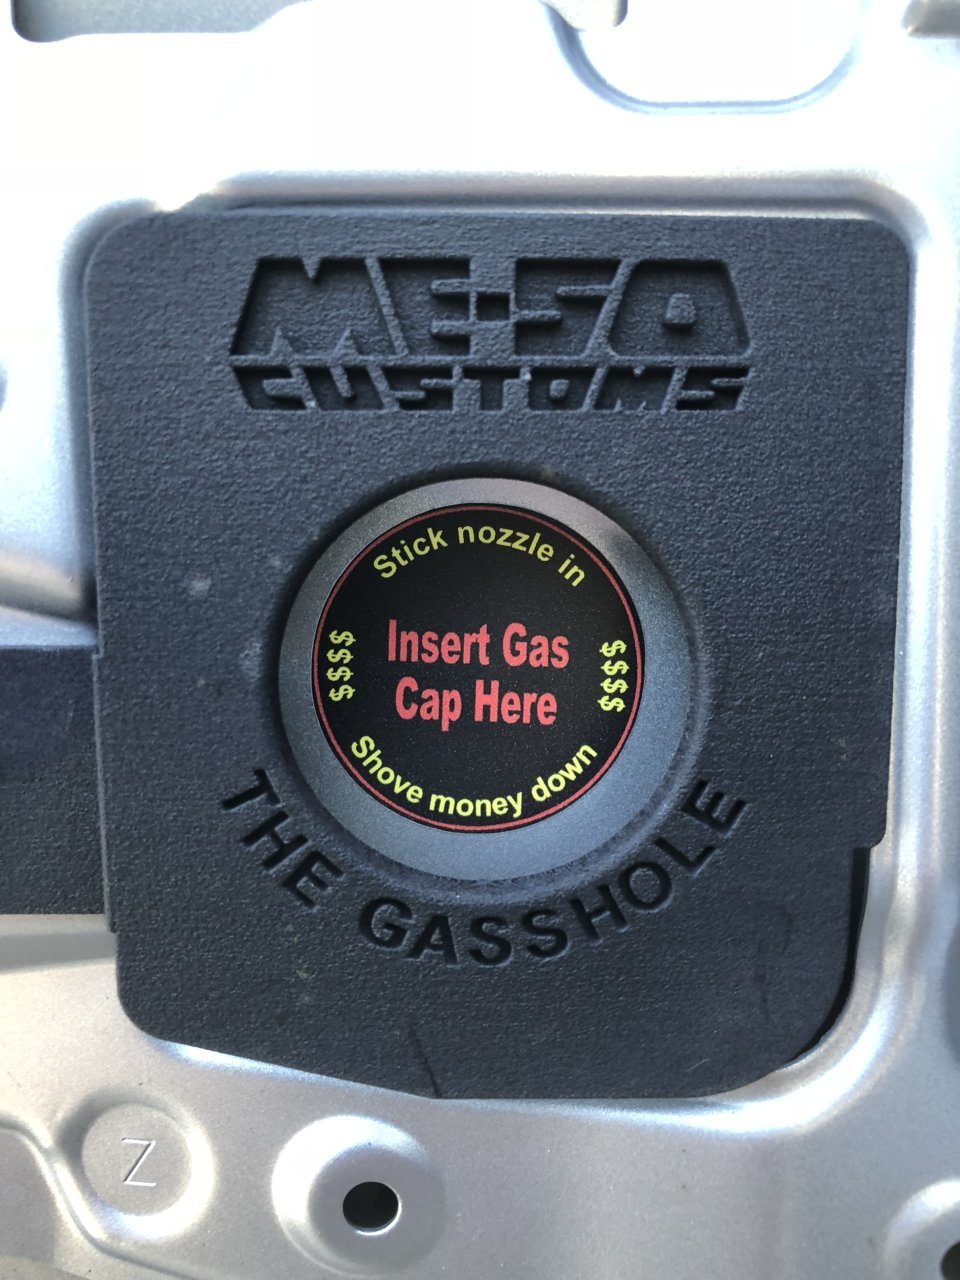 ME-SO
CUSTOMS
Stick nozzle in
$$$$
Insert Gas
Cap Here
$$$$
Shove money down
THE GASSHOLE
Z